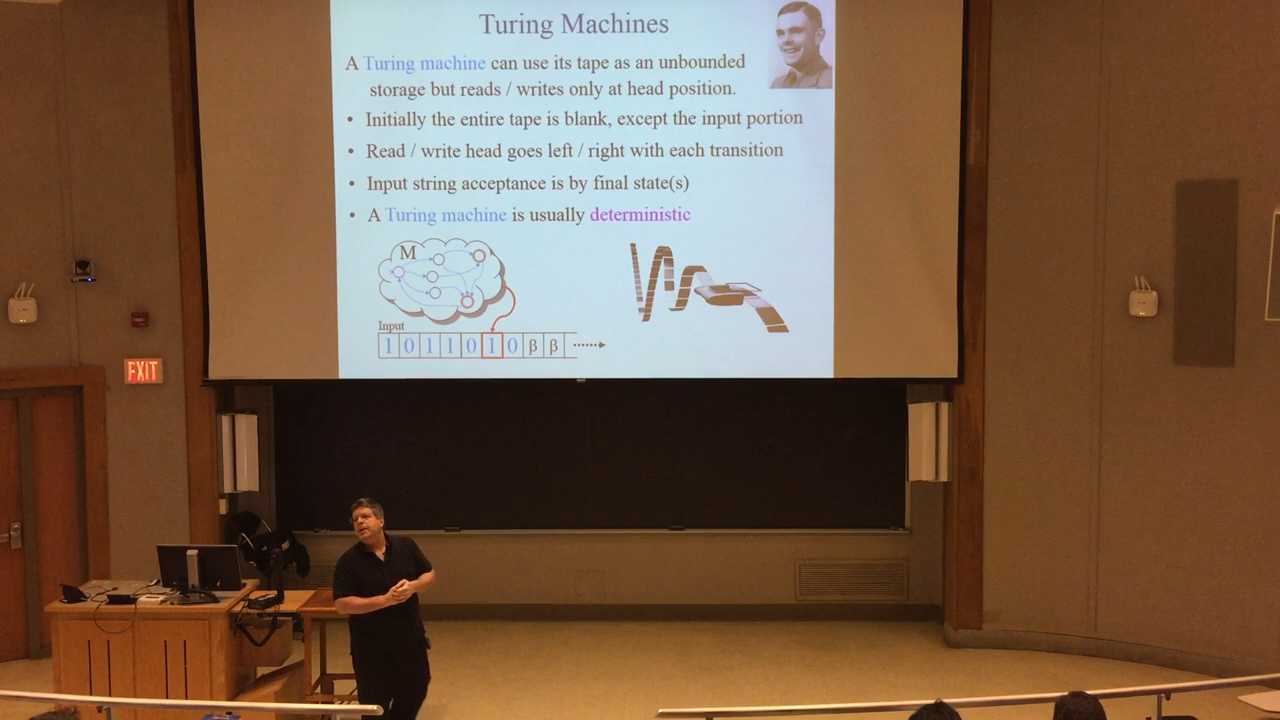 Turing Machines
A Turing machine can use its tape as an unbounded
storage but reads / writes only at head position.
• Initially the entire tape is blank, except the input portion
• Read / write head goes left / right with each transition
• Input string acceptance is by final state(s)
• A Turing machine is usually deterministic
M
Input
1 0 1 1 0 1 0 β β
EXIT